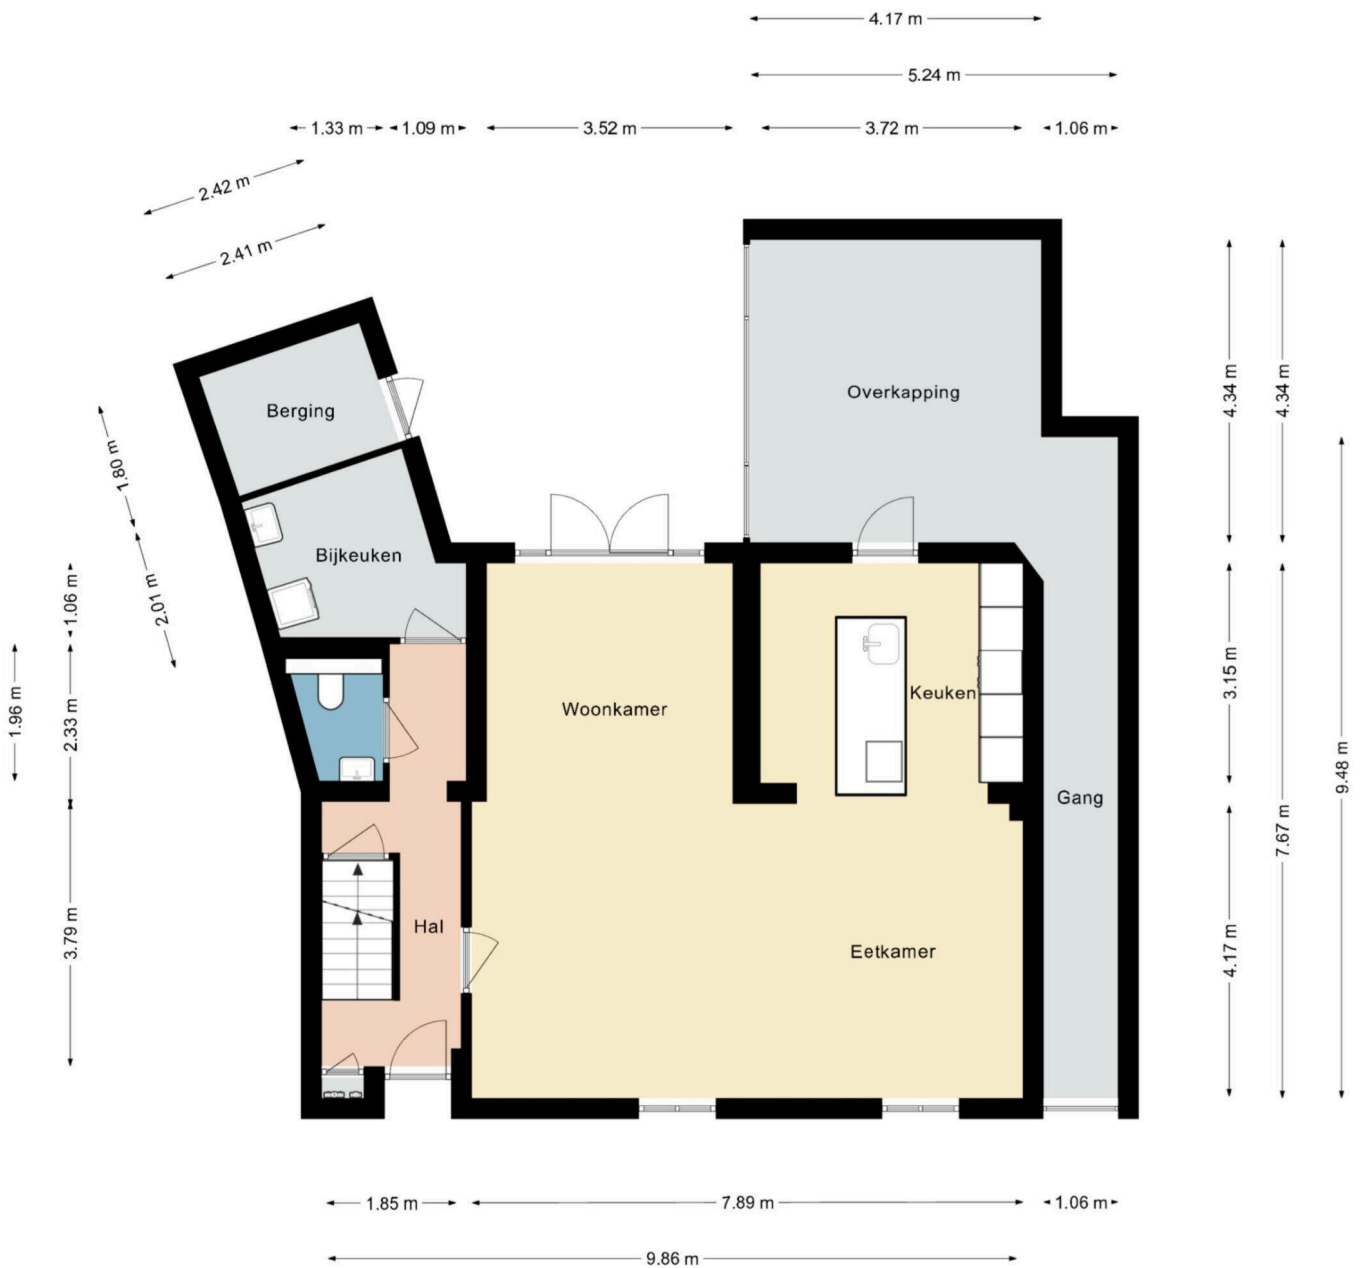 4.17 m
5.24 m
1.33 m
1.09 m
3.52 m
3.72 m
1.06 m
2.42 m
2.41 m
Berging
Overkapping
4.34 m
4.34 m
1.80 m
Bijkeuken
1.06 m
2.01 m
1.96 m
2.33 m
Woonkamer
Keuken
3.15 m
9.48 m
Gang
7.67 m
3.79 m
Hal
Eetkamer
4.17 m
1.85 m
7.89 m
1.06 m
9.86 m